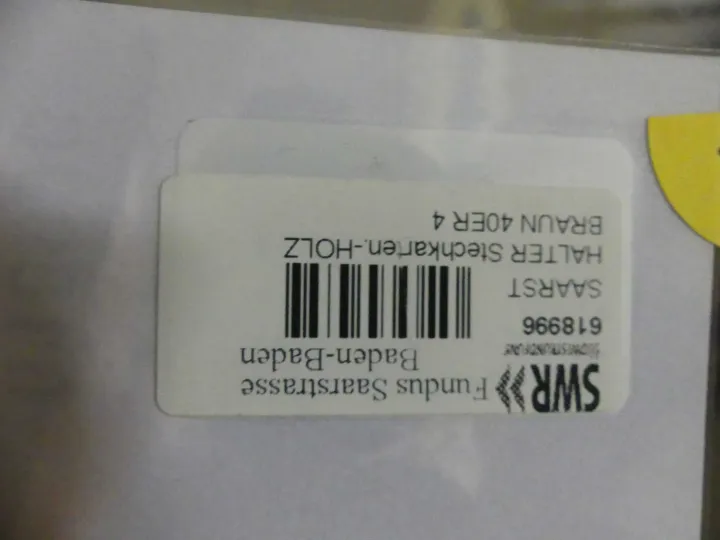 SWR» Fundus Saarstrasse
Baden-Baden
618996
SAARST
HALTER Stechkarten.-HOLZ
BRAUN 40ER 4